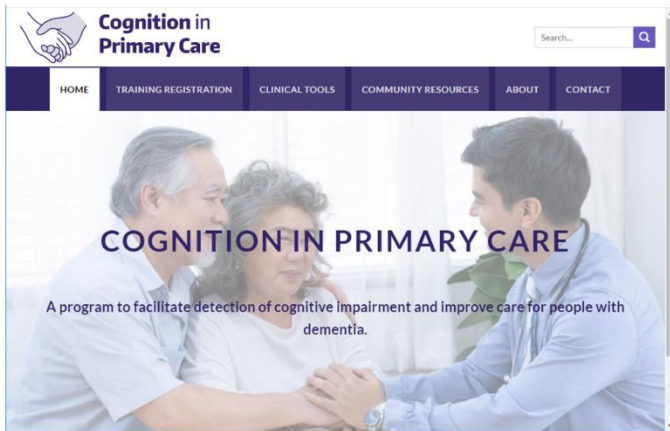 Cognition in
Primary Care
Search...
HOME
TRAINING REGISTRATION
CLINICAL TOOLS
COMMUNITY RESOURCES
ABOUT
CONTACT
COGNITION IN PRIMARY CARE
A program to facilitate detection of cognitive impairment and improve care for people with
dementia.